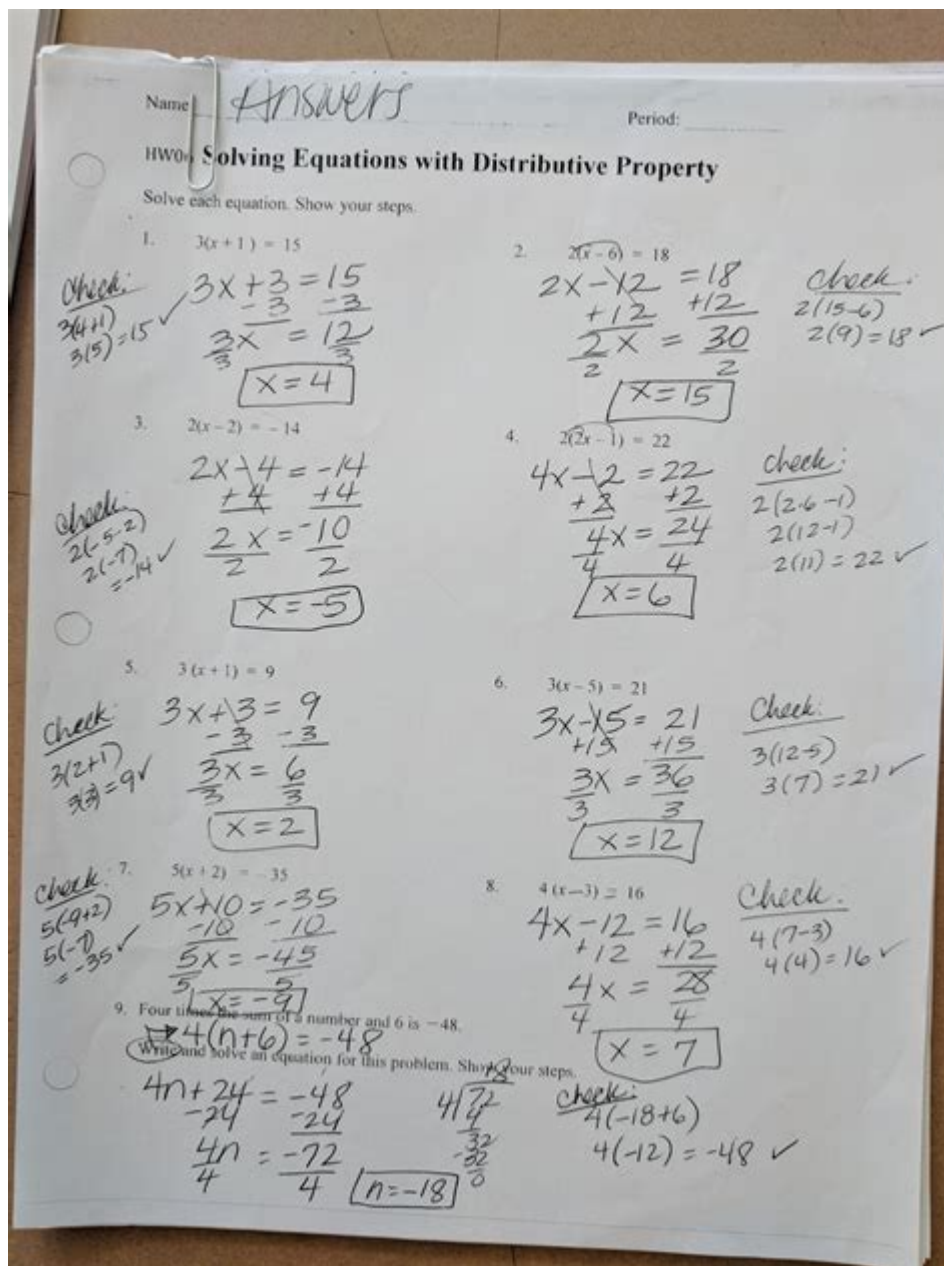 Name Answers Period:
HW0 Solving Equations with Distributive Property
Solve each equation. Show your steps.
1. 3(x + 1) = 15
Check:
3(4+1)
3(5) = 15 ✓
3x + 3 = 15
-3 -3
3x = 12
3 3
x = 4
2. 2(x - 6) = 18
2x - 12 = 18
+12 +12
2x = 30
2 2
x = 15
check:
2(15-6)
2(9) = 18 ✓
3. 2(x - 2) = - 14
2x - 4 = -14
+4 +4
2x = -10
2 2
x = -5
check:
2(-5-2)
2(-7)
= -14 ✓
4. 2(2x - 1) = 22
4x - 2 = 22
+2 +2
4x = 24
4 4
x = 6
check:
2(2·6 -1)
2(12-1)
2(11) = 22 ✓
5. 3 (x + 1) = 9
3x + 3 = 9
-3 -3
3x = 6
3 3
x = 2
Check:
3(2+1)
3(3) = 9 ✓
6. 3(x - 5) = 21
3x - 15 = 21
+15 +15
3x = 36
3 3
x = 12
Check:
3(12-5)
3(7) = 21 ✓
7. 5(x + 2) = - 35
5x + 10 = -35
-10 -10
5x = -45
5 5
x = -9
check:
5(-9+2)
5(-7)
= -35 ✓
8. 4 (x - 3) = 16
4x - 12 = 16
+12 +12
4x = 28
4 4
x = 7
Check:
4(7-3)
4(4) = 16 ✓
9. Four times the sum of a number and 6 is -48.
4(n+6) = -48
Write and solve an equation for this problem. Show your steps.
4n + 24 = -48
-24 -24
4n = -72
4 4
n = -18
18
4)72
4
32
-32
0
check:
4(-18+6)
4(-12) = -48 ✓